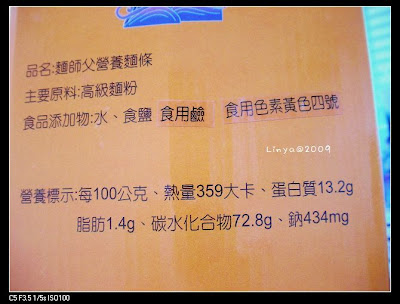 品名:麵師父營養麵條
主要原料:高級麵粉
食品添加物:水、食鹽 食用鹼 食用色素黃色四號
Linya@2009
營養標示:每100公克、熱量359大卡、蛋白質13.2g
脂肪1.4g、碳水化合物72.8g、鈉434mg
C5 F3.5 1/5s ISO100